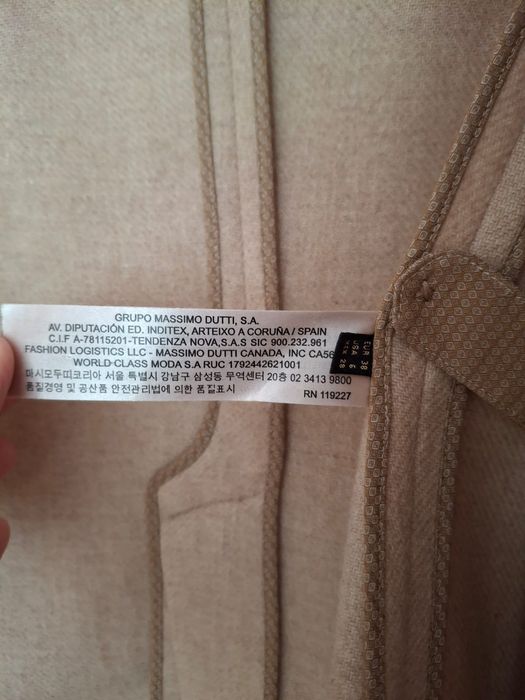 GRUPO MASSIMO DUTTI, S.A.
AV. DIPUTACIÓN ED. INDITEX, ARTEIXO A CORUÑA / SPAIN
C.I.F A-78115201-TENDENZA NOVA,S.A.S SIC 900.232.961
FASHION LOGISTICS LLC - MASSIMO DUTTI CANADA, INC CA56
WORLD-CLASS MODA S.A RUC 1792442621001
마시모두띠코리아 서울 특별시 강남구 삼성동 무역센터 20층 02 3413 9800
품질경영 및 공산품 안전관리법에 의한 품질표시
RN 119227
EUR 38
USA 6
MEX 28